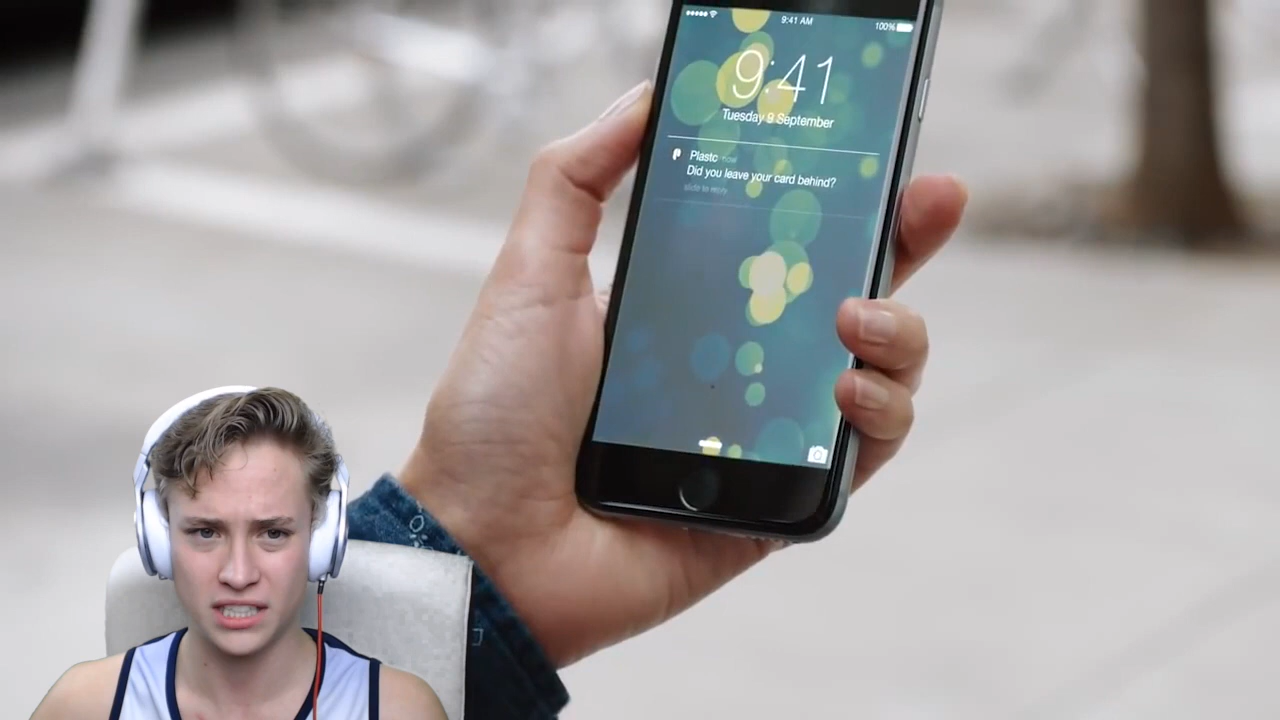 9:41 AM
100%
9:41
Tuesday 9 September
Plastc now
Did you leave your card behind?
slide to reply